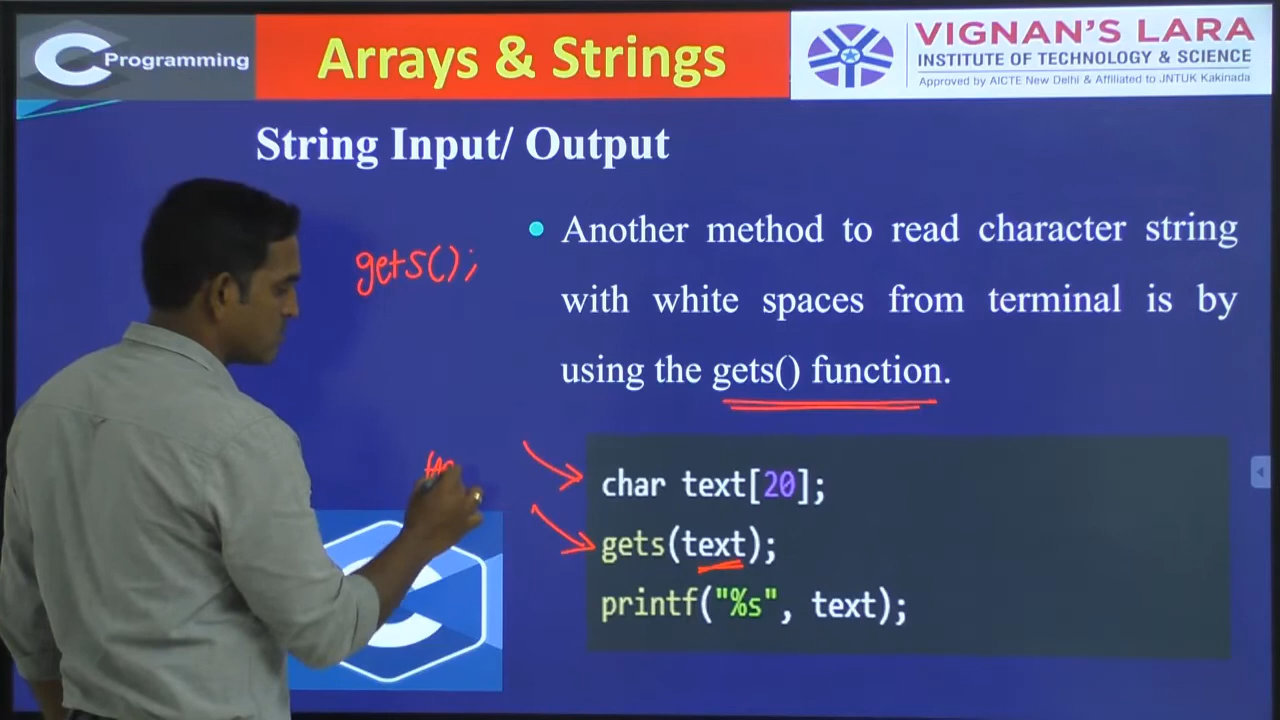 C Programming
Arrays & Strings
VIGNAN'S LARA
INSTITUTE OF TECHNOLOGY & SCIENCE
Approved by AICTE New Delhi & Affiliated to JNTUK Kakinada
String Input/ Output
gets();
Another method to read character string
with white spaces from terminal is by
using the gets() function.
char text[20];
gets(text);
printf("%s", text);
C